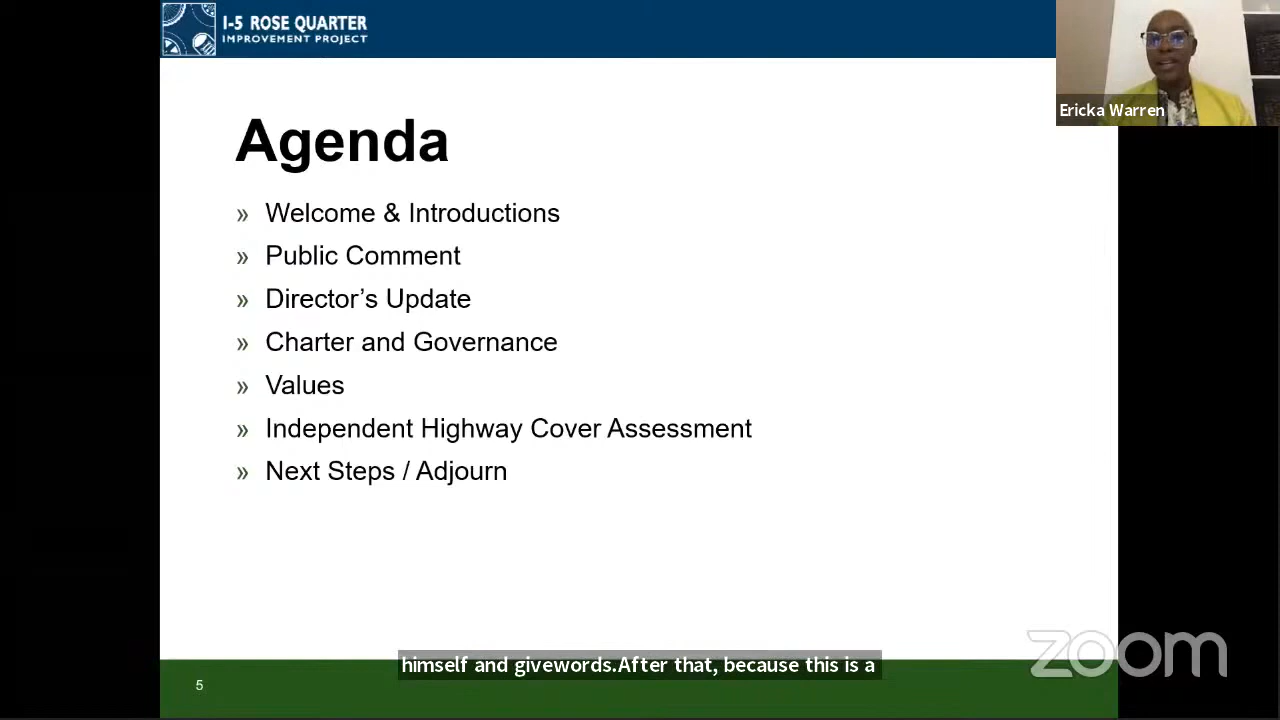 I-5 ROSE QUARTER
IMPROVEMENT PROJECT
Ericka Warren
Agenda
» Welcome & Introductions
» Public Comment
» Director’s Update
» Charter and Governance
» Values
» Independent Highway Cover Assessment
» Next Steps / Adjourn
himself and givewords.After that, because this is a
zoom
5